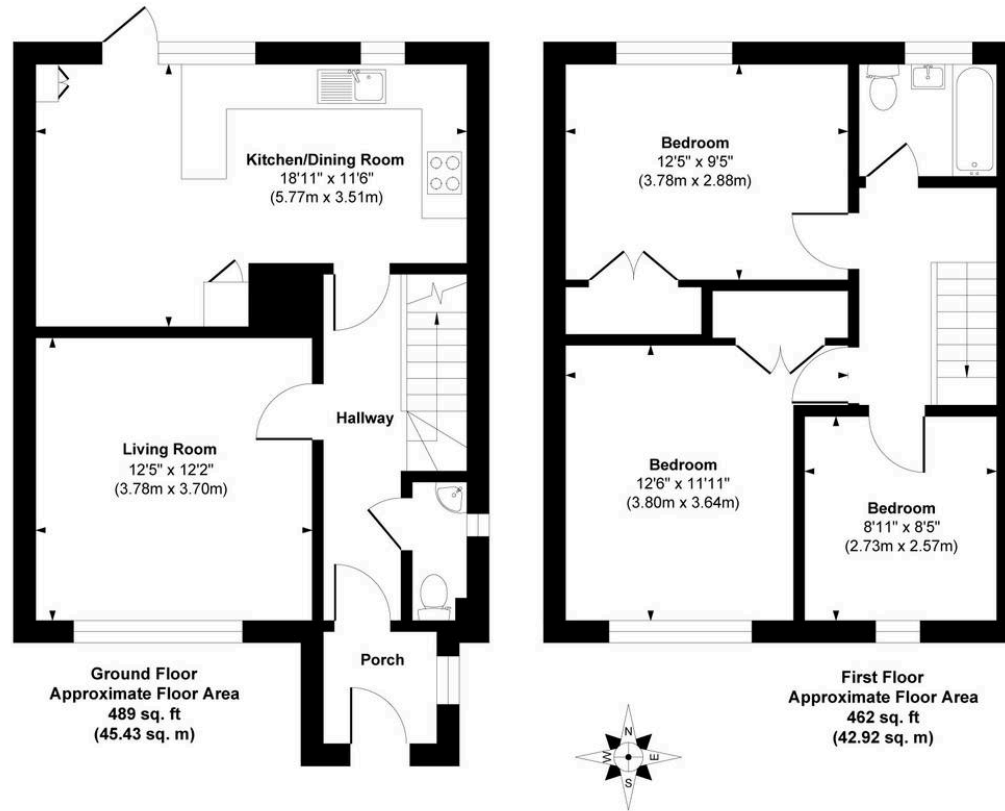 Kitchen/Dining Room
18'11" x 11'6"
(5.77m x 3.51m)
Hallway
Living Room
12'5" x 12'2"
(3.78m x 3.70m)
Porch
Ground Floor
Approximate Floor Area
489 sq. ft
(45.43 sq. m)
Bedroom
12'5" x 9'5"
(3.78m x 2.88m)
Bedroom
12'6" x 11'11"
(3.80m x 3.64m)
Bedroom
8'11" x 8'5"
(2.73m x 2.57m)
First Floor
Approximate Floor Area
462 sq. ft
(42.92 sq. m)
N
W
E
S